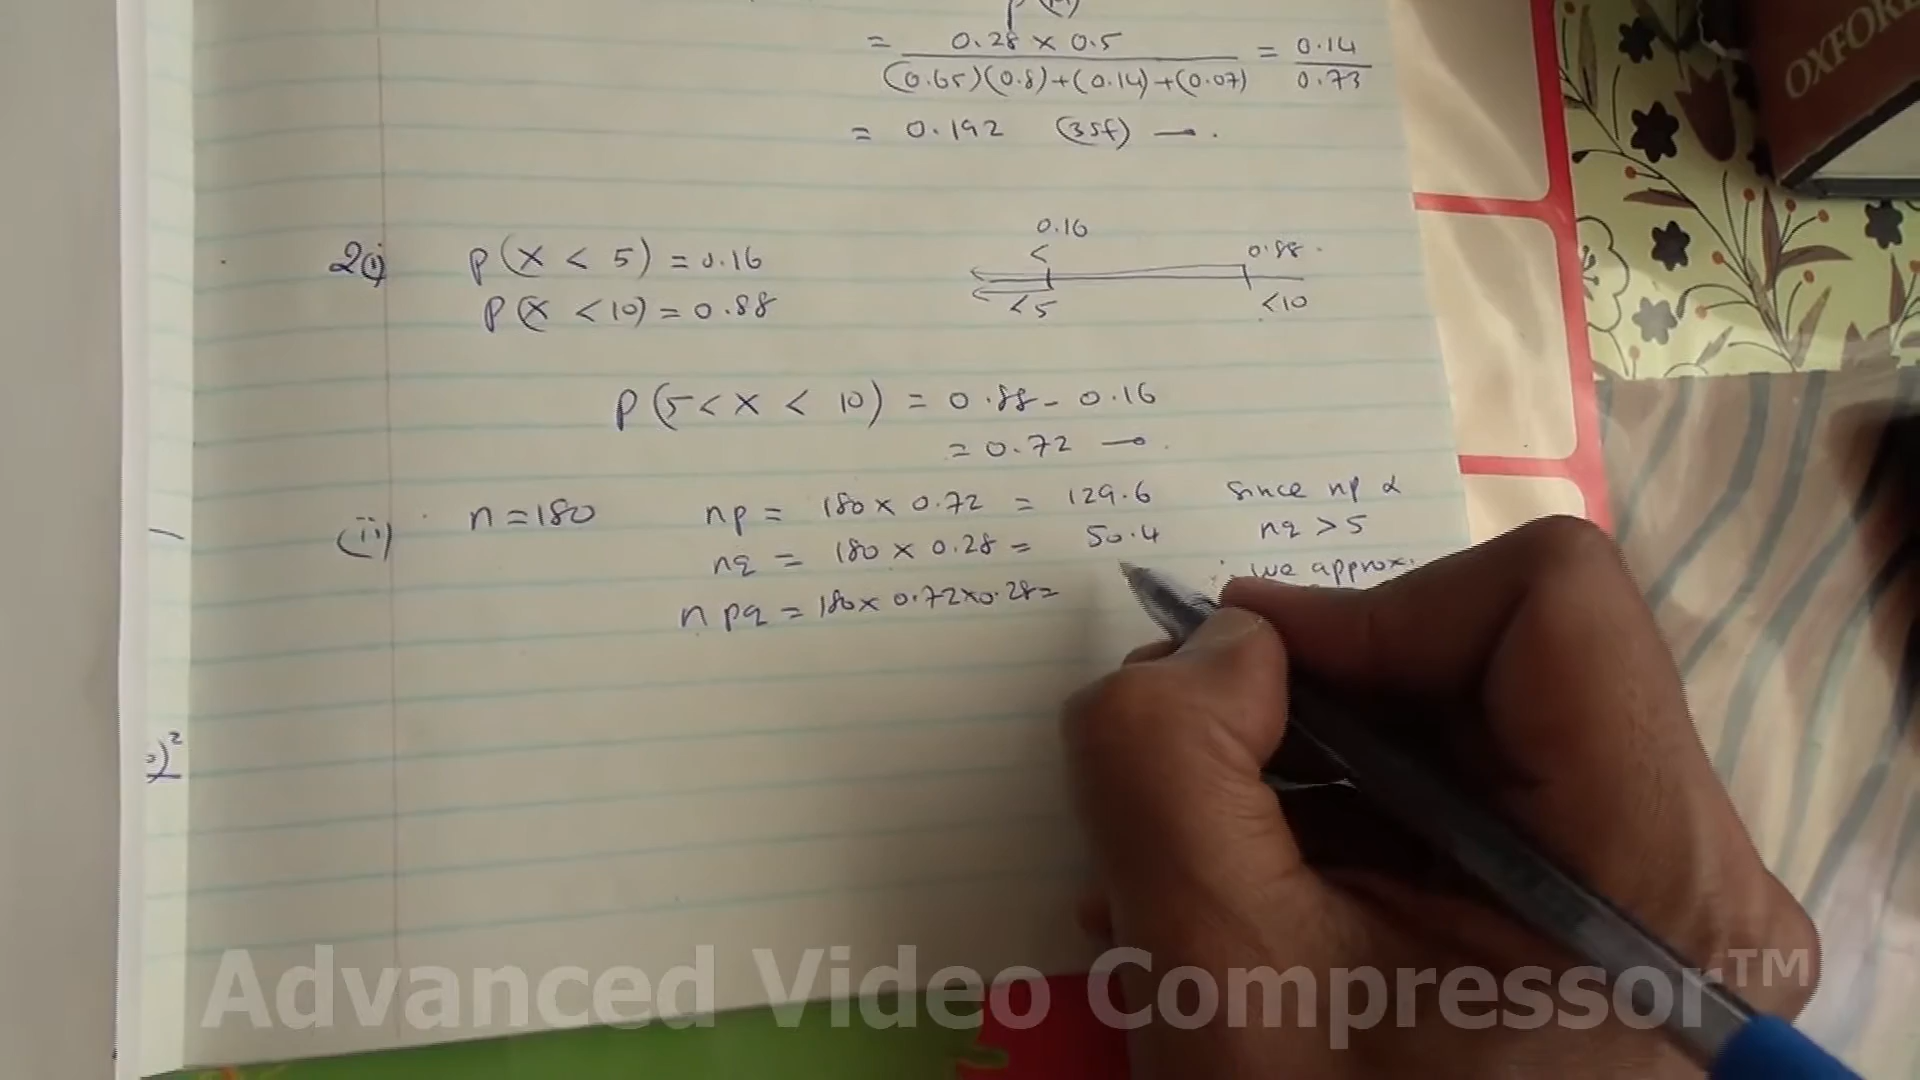 = 0.28 × 0.5 / (0.65)(0.8)+(0.14)+(0.07) = 0.14 / 0.73
= 0.192 (3sf)
2(i) P(X < 5) = 0.16
P(X < 10) = 0.88
0.16
<
0.88
<5
<10
P(5 < X < 10) = 0.88 - 0.16
= 0.72
(ii) n = 180 np = 180 × 0.72 = 129.6 since np &
nq = 180 × 0.28 = 50.4 nq > 5
npq = 180 × 0.72 × 0.28 = we approx.
)²
OXFORD
Advanced Video Compressor™